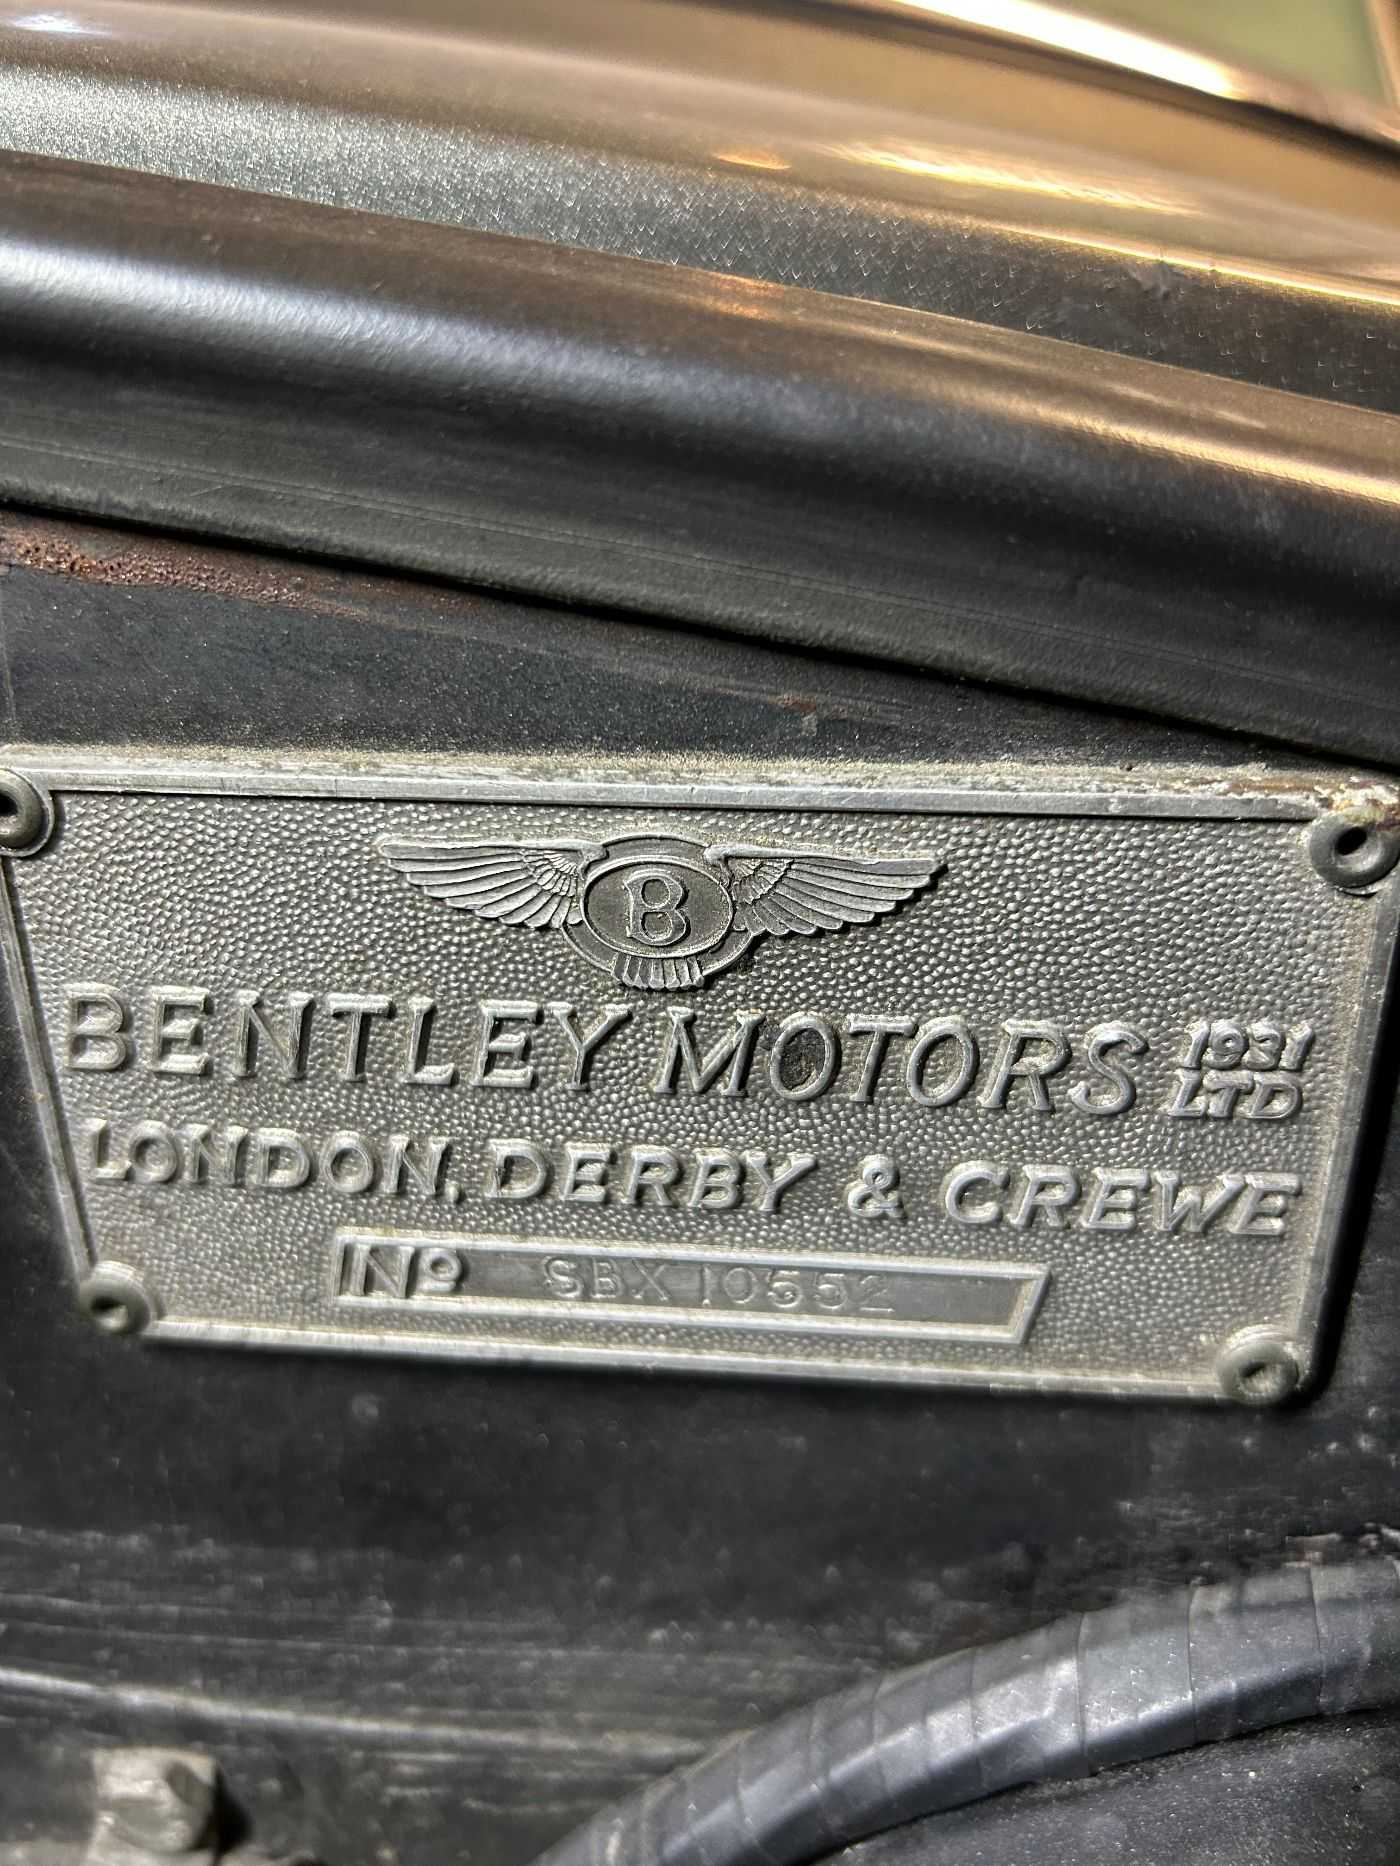 B
BENTLEY MOTORS 1931 LTD
LONDON, DERBY & CREWE
Nº SBX 10552